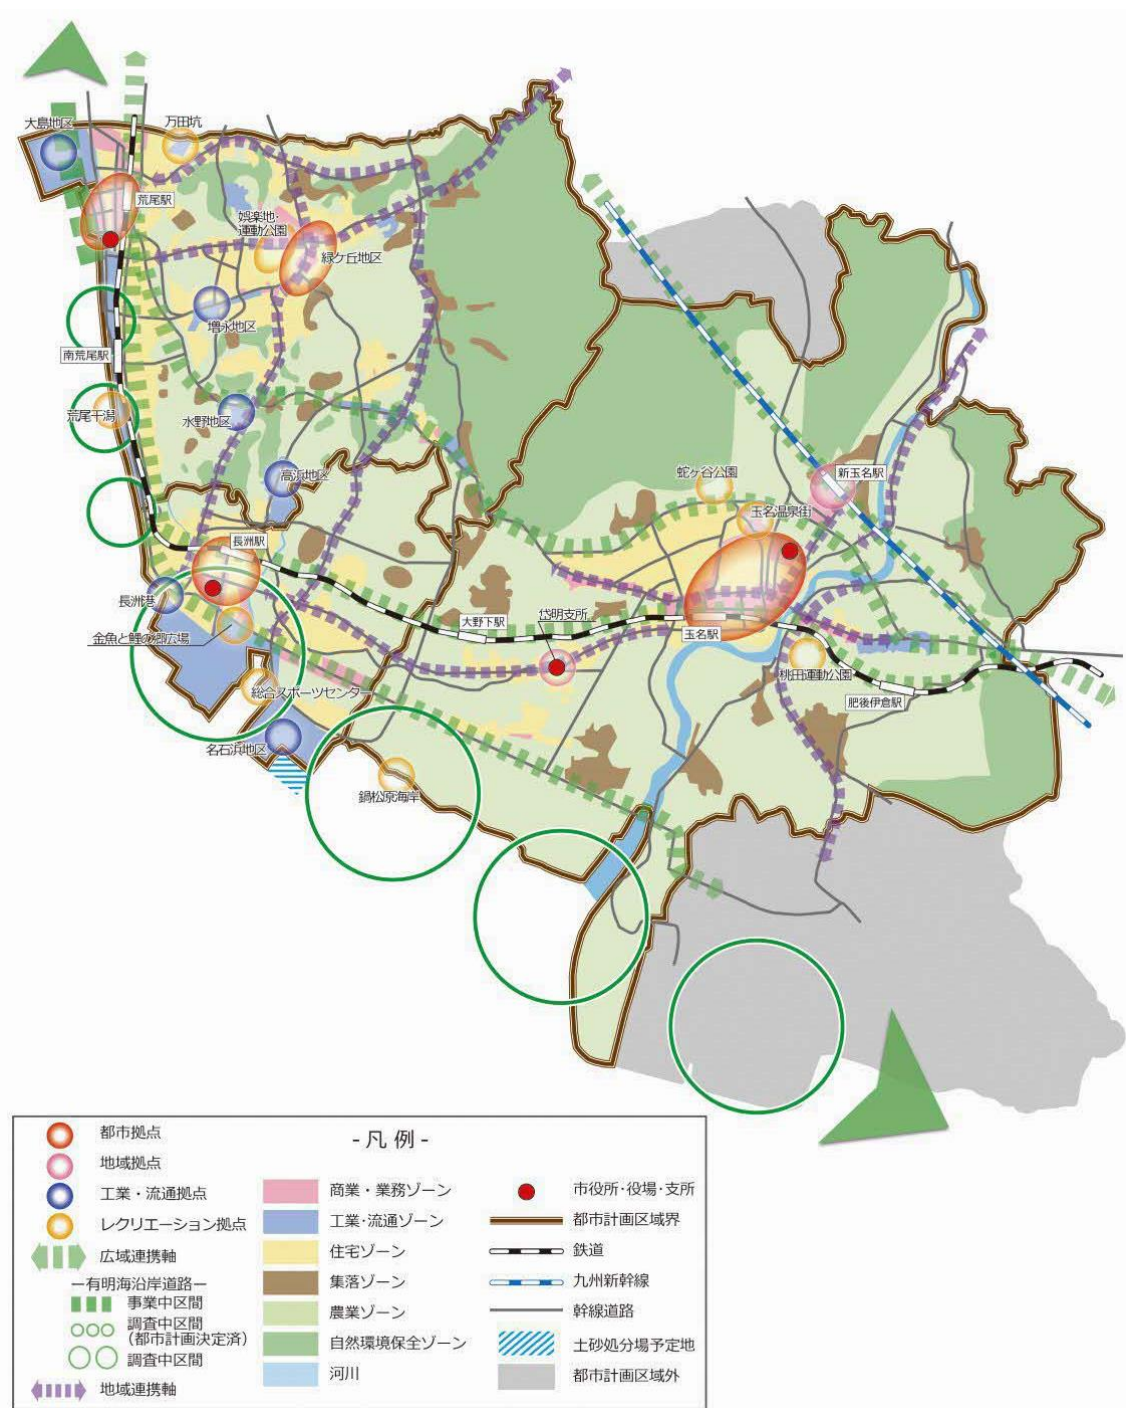 大島地区
万田坑
荒尾駅
娯楽地・
運動公園
緑ケ丘地区
増永地区
南荒尾駅
荒尾干潟
水野地区
高浜地区
蛇ヶ谷公園
新玉名駅
玉名温泉街
長洲駅
長洲港
金魚と鯉の郷広場
大野下駅
岱明支所
玉名駅
桃田運動公園
肥後伊倉駅
総合スポーツセンター
名石浜地区
鍋松原海岸
-凡例-
都市拠点
地域拠点
工業・流通拠点
レクリエーション拠点
広域連携軸
ー有明海沿岸道路ー
事業中区間
調査中区間
(都市計画決定済)
調査中区間
地域連携軸
商業・業務ゾーン
工業・流通ゾーン
住宅ゾーン
集落ゾーン
農業ゾーン
自然環境保全ゾーン
河川
市役所・役場・支所
都市計画区域界
鉄道
九州新幹線
幹線道路
土砂処分場予定地
都市計画区域外